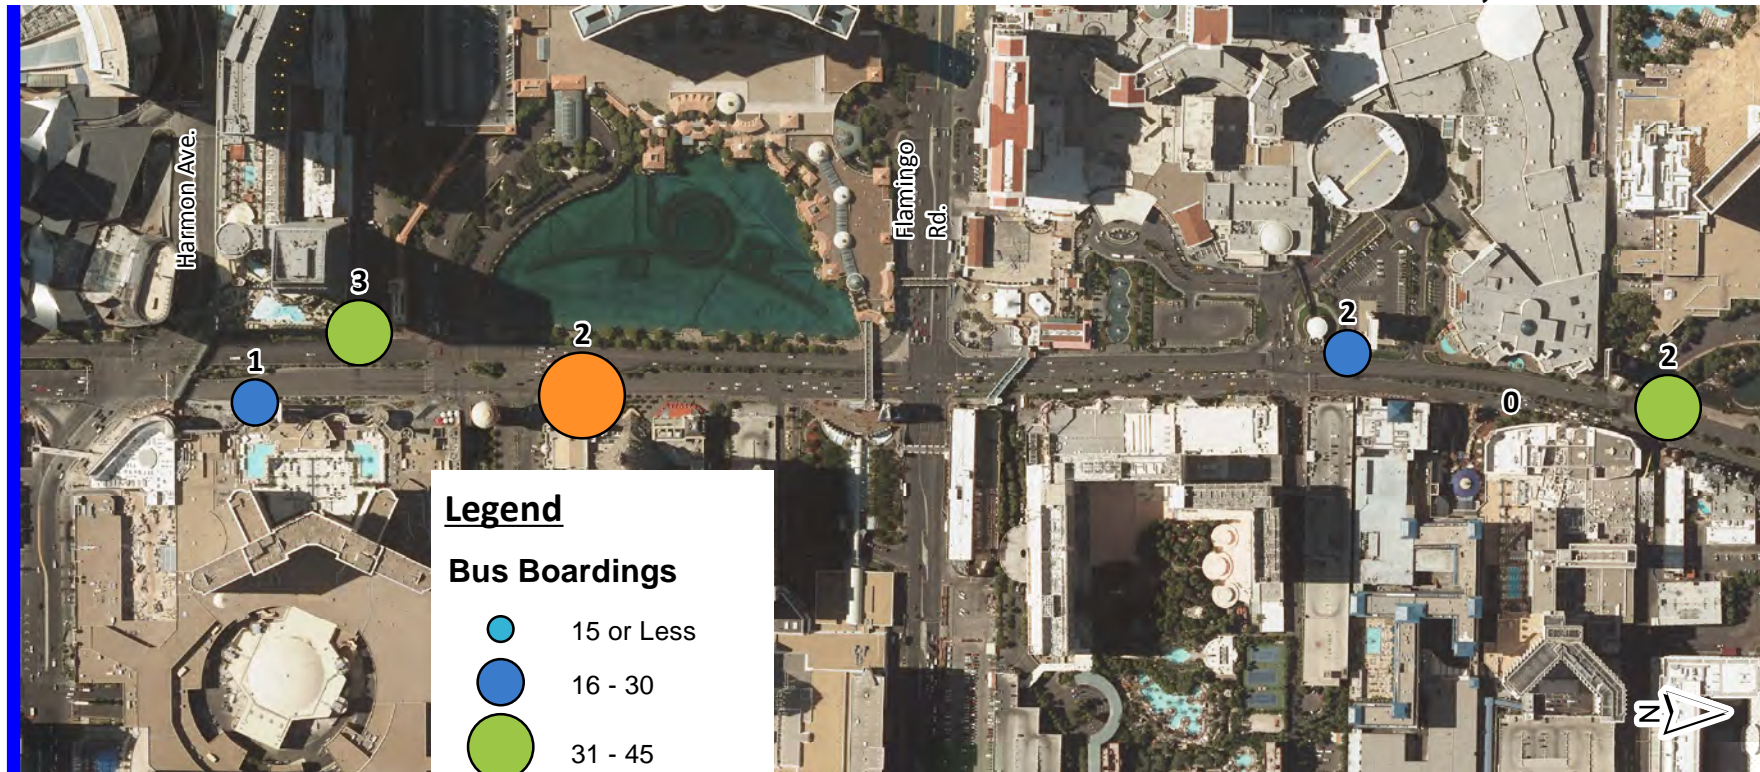 Harmon Ave.
Flamingo
Rd.
3
1
2
2
0
2
Legend
Bus Boardings
15 or Less
16 - 30
31 - 45
N